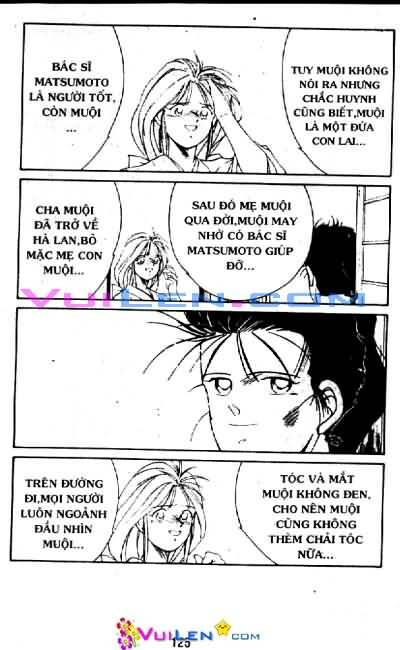 TUY MUỘI KHÔNG
NÓI RA NHƯNG
CHẮC HUYNH
CŨNG BIẾT,MUỘI
LÀ MỘT ĐỨA
CON LAI...
BÁC SĨ
MATSUMOTO
LÀ NGƯỜI TỐT,
CÒN MUỘI
...
SAU ĐÓ MẸ MUỘI
QUA ĐỜI,MUỘI MAY
NHỜ CÓ BÁC SĨ
MATSUMOTO GIÚP
ĐỠ...
CHA MUỘI
ĐÃ TRỞ VỀ
HÀ LAN,BỎ
MẶC MẸ CON
MUỘI...
VUILEN.COM
TÓC VÀ MẮT
MUỘI KHÔNG ĐEN,
CHO NÊN MUỘI
CŨNG KHÔNG
THÈM CHẢI TÓC
NỮA...
TRÊN ĐƯỜNG
ĐI,MỌI NGƯỜI
LUÔN NGOẢNH
ĐẦU NHÌN
MUỘI...
VUILEN.COM
125